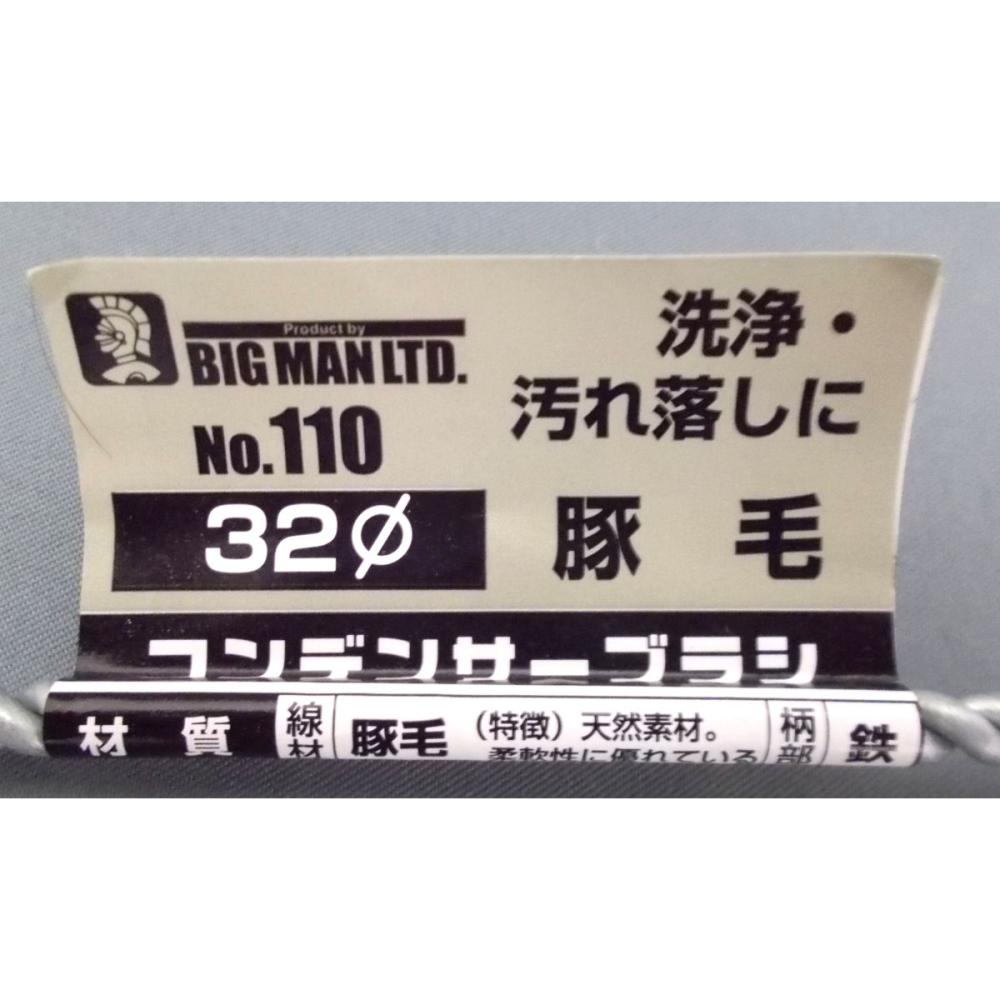 Product by
BIG MAN LTD.
No.110
32φ
洗浄・
汚れ落しに
豚毛
コンデンサーブラシ
材質
線材
豚毛
(特徴)天然素材。
柔軟性に優れている
柄部
鉄